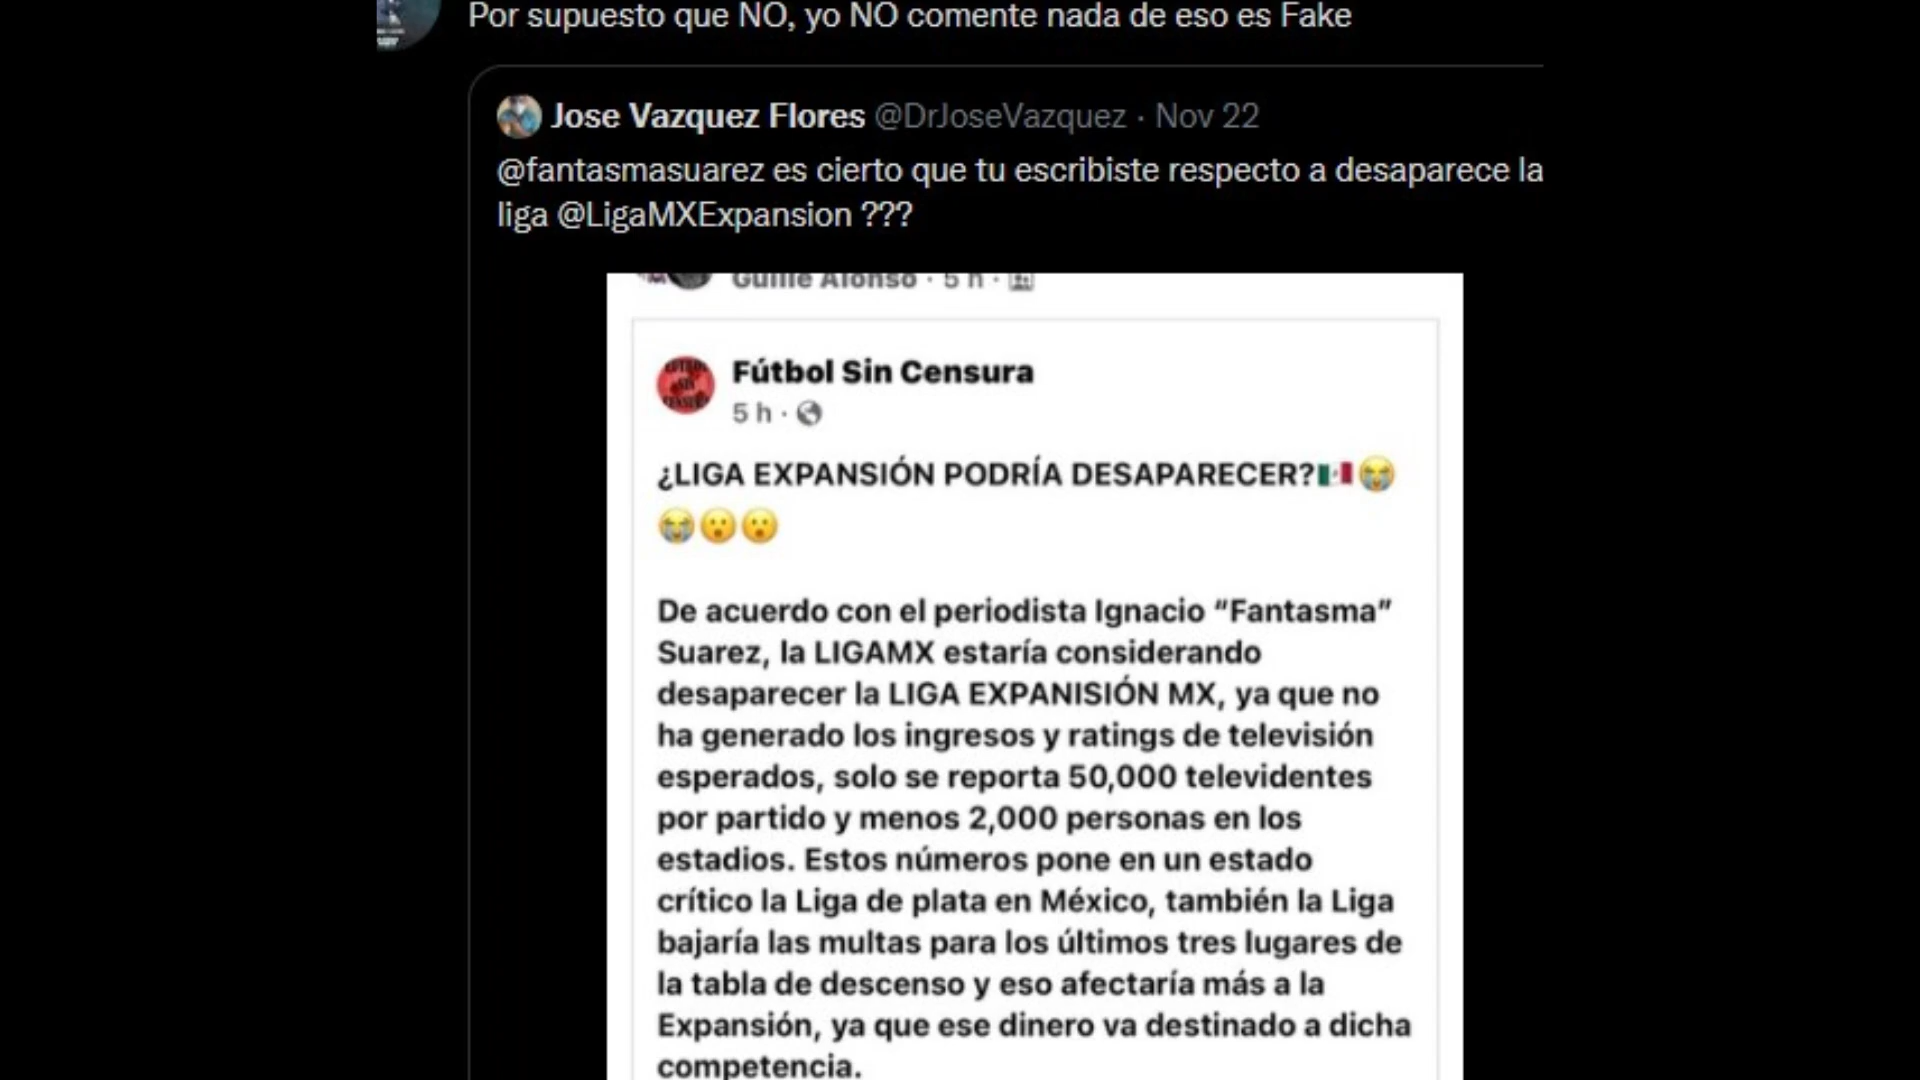 Por supuesto que NO, yo NO comente nada de eso es Fake
Jose Vazquez Flores @DrJoseVazquez · Nov 22
@fantasmasuarez es cierto que tu escribiste respecto a desaparece la
liga @LigaMXExpansion ???
Guille Alonso · 5 h ·
Fútbol Sin Censura
5 h ·
¿LIGA EXPANSIÓN PODRÍA DESAPARECER?🇲🇽😭
😭😮😮
De acuerdo con el periodista Ignacio “Fantasma”
Suarez, la LIGAMX estaría considerando
desaparecer la LIGA EXPANISIÓN MX, ya que no
ha generado los ingresos y ratings de televisión
esperados, solo se reporta 50,000 televidentes
por partido y menos 2,000 personas en los
estadios. Estos números pone en un estado
crítico la Liga de plata en México, también la Liga
bajaría las multas para los últimos tres lugares de
la tabla de descenso y eso afectaría más a la
Expansión, ya que ese dinero va destinado a dicha
competencia.